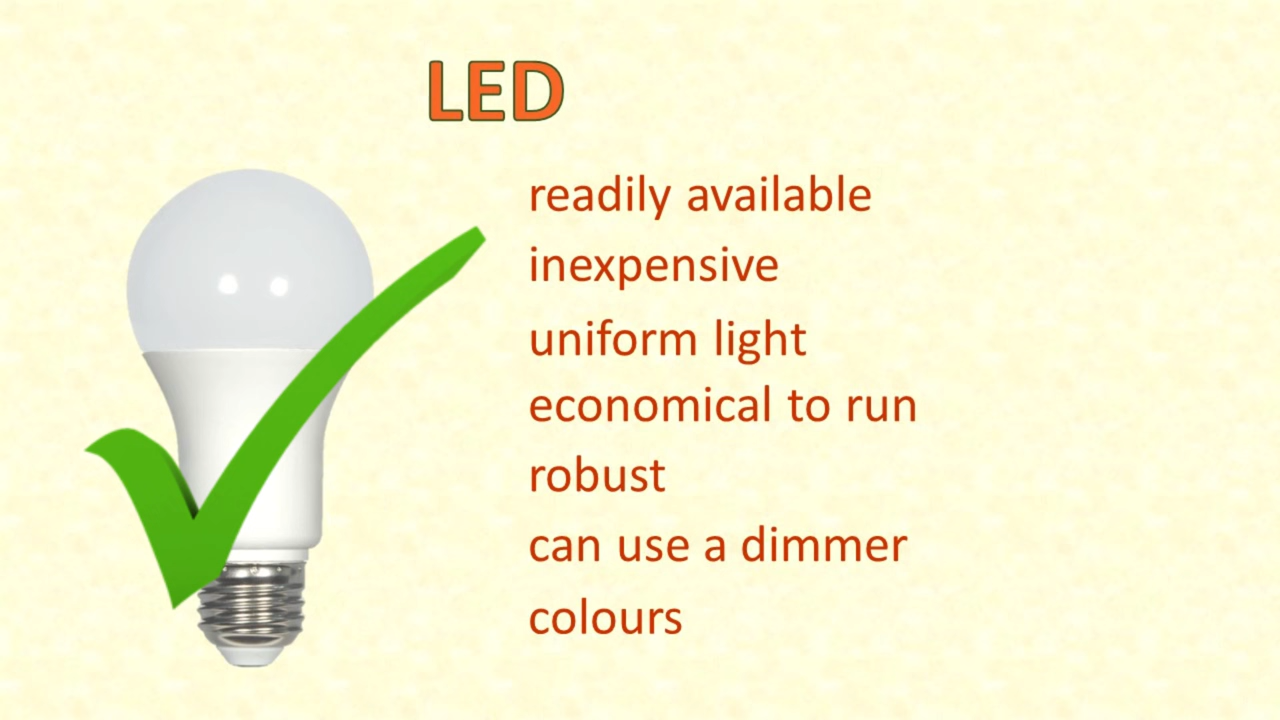 LED
readily available
inexpensive
uniform light
economical to run
robust
can use a dimmer
colours